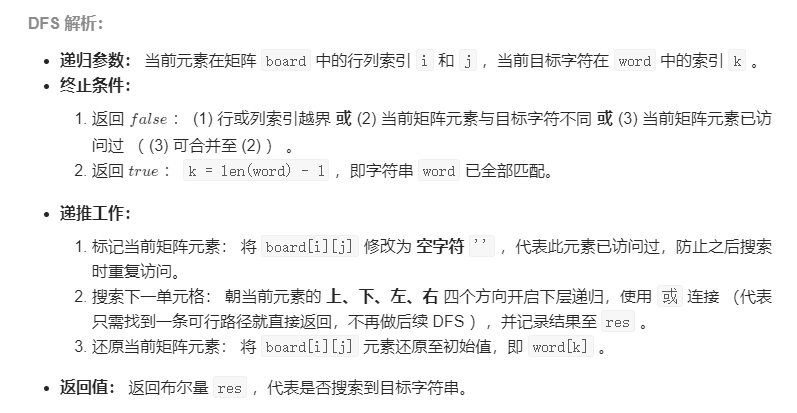 DFS 解析：
• 递归参数： 当前元素在矩阵 board 中的行列索引 i 和 j ，当前目标字符在 word 中的索引 k 。
• 终止条件：
1. 返回 false ： (1) 行或列索引越界 或 (2) 当前矩阵元素与目标字符不同 或 (3) 当前矩阵元素已访
问过 （ (3) 可合并至 (2) ） 。
2. 返回 true ： k = len(word) - 1 ，即字符串 word 已全部匹配。
• 递推工作：
1. 标记当前矩阵元素： 将 board[i][j] 修改为 空字符 '' ，代表此元素已访问过，防止之后搜索
时重复访问。
2. 搜索下一单元格： 朝当前元素的 上、下、左、右 四个方向开启下层递归，使用 或 连接 （代表
只需找到一条可行路径就直接返回，不再做后续 DFS ），并记录结果至 res 。
3. 还原当前矩阵元素： 将 board[i][j] 元素还原至初始值，即 word[k] 。
• 返回值： 返回布尔量 res ，代表是否搜索到目标字符串。